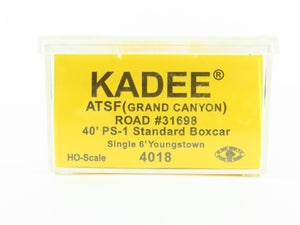 KADEE®
ATSF(GRAND CANYON)
ROAD #31698
40' PS-1 Standard Boxcar
Single 6' Youngstown
HO-Scale 4018